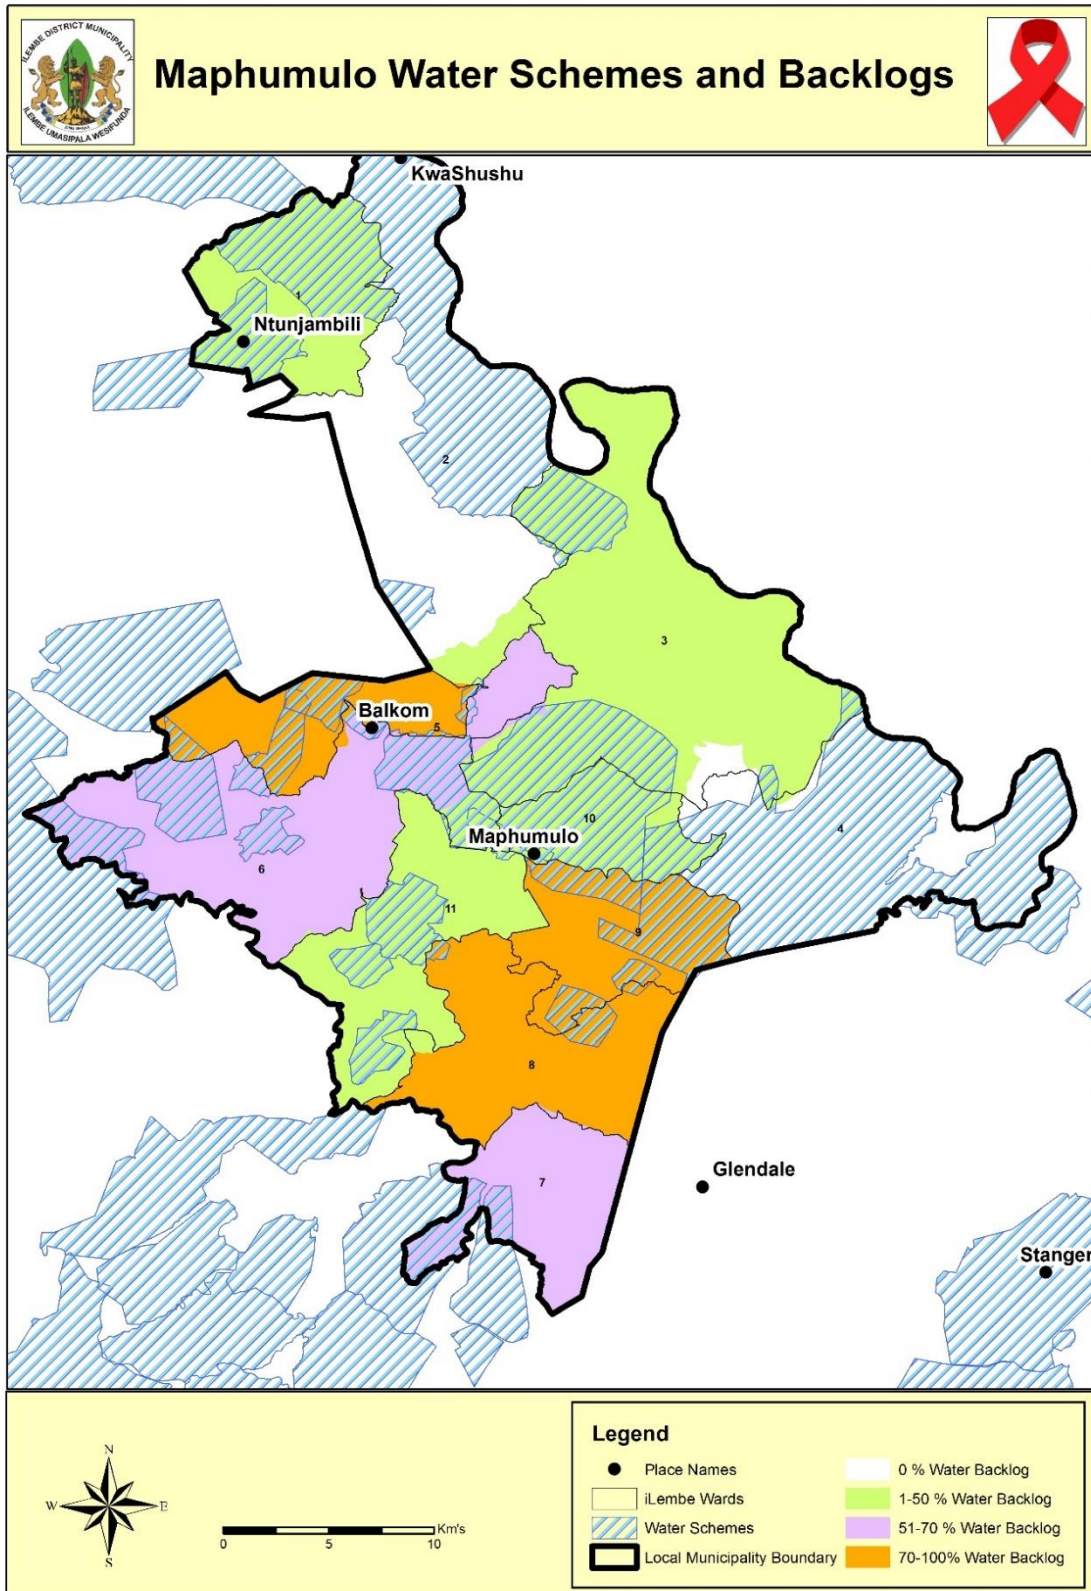 ILEMBE DISTRICT MUNICIPALITY
ILEMBE UMASIPALA WESIFUNDA
Maphumulo Water Schemes and Backlogs
KwaShushu
1
Ntunjambili
2
3
Balkom
5
10
4
Maphumulo
6
11
9
8
7
Glendale
Stanger
N
W
E
S
Km's
0
5
10
Legend
Place Names
iLembe Wards
Water Schemes
Local Municipality Boundary
0 % Water Backlog
1-50 % Water Backlog
51-70 % Water Backlog
70-100% Water Backlog